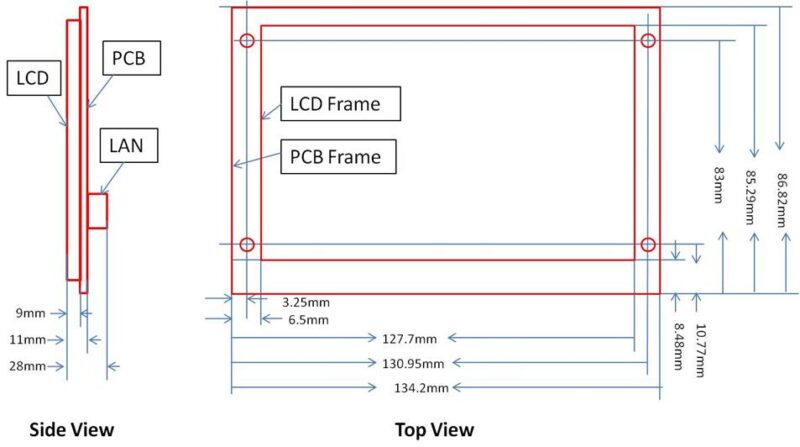 LCD
PCB
LAN
9mm
11mm
28mm
Side View
LCD Frame
PCB Frame
83mm
85.29mm
86.82mm
3.25mm
6.5mm
8.48mm
10.77mm
127.7mm
130.95mm
134.2mm
Top View